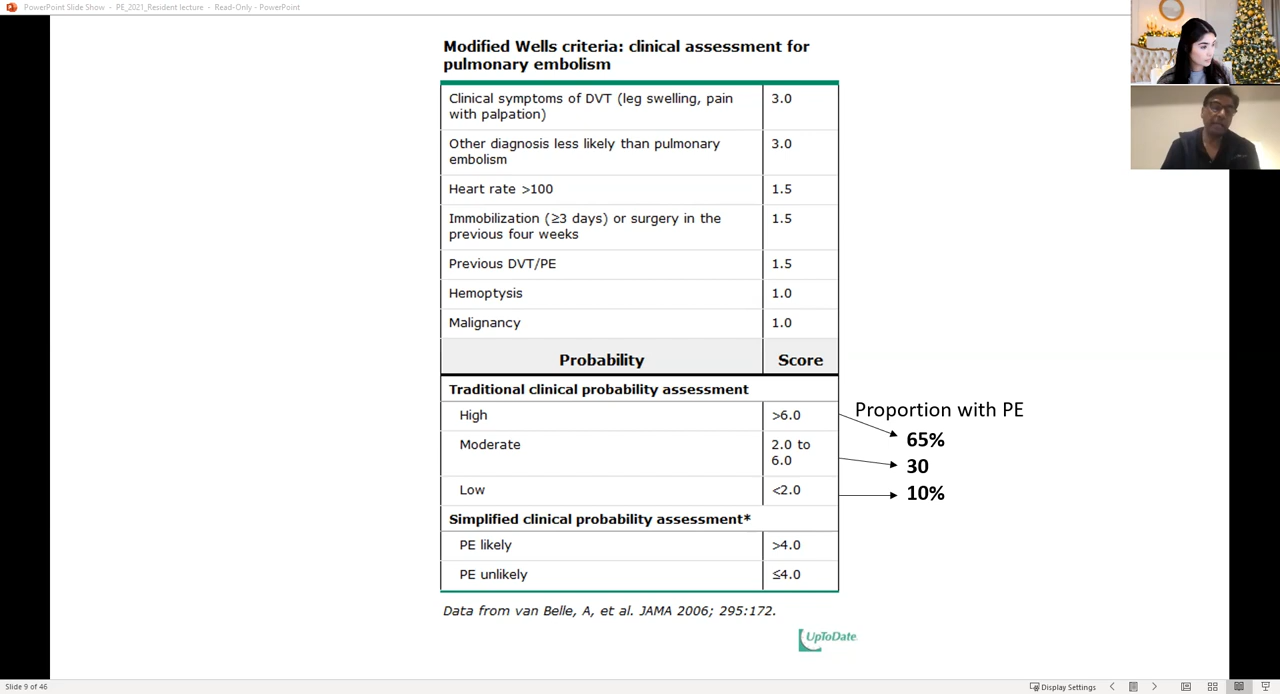 PowerPoint Slide Show - PE_2021_Resident lecture - Read-Only - PowerPoint
Modified Wells criteria: clinical assessment for
pulmonary embolism
Clinical symptoms of DVT (leg swelling, pain
with palpation)
3.0
Other diagnosis less likely than pulmonary
embolism
3.0
Heart rate >100
1.5
Immobilization (≥3 days) or surgery in the
previous four weeks
1.5
Previous DVT/PE
1.5
Hemoptysis
1.0
Malignancy
1.0
Probability
Score
Traditional clinical probability assessment
High
>6.0
Moderate
2.0 to
6.0
Low
<2.0
Proportion with PE
65%
30
10%
Simplified clinical probability assessment*
PE likely
>4.0
PE unlikely
≤4.0
Data from van Belle, A, et al. JAMA 2006; 295:172.
UpToDate
Slide 9 of 46
Display Settings